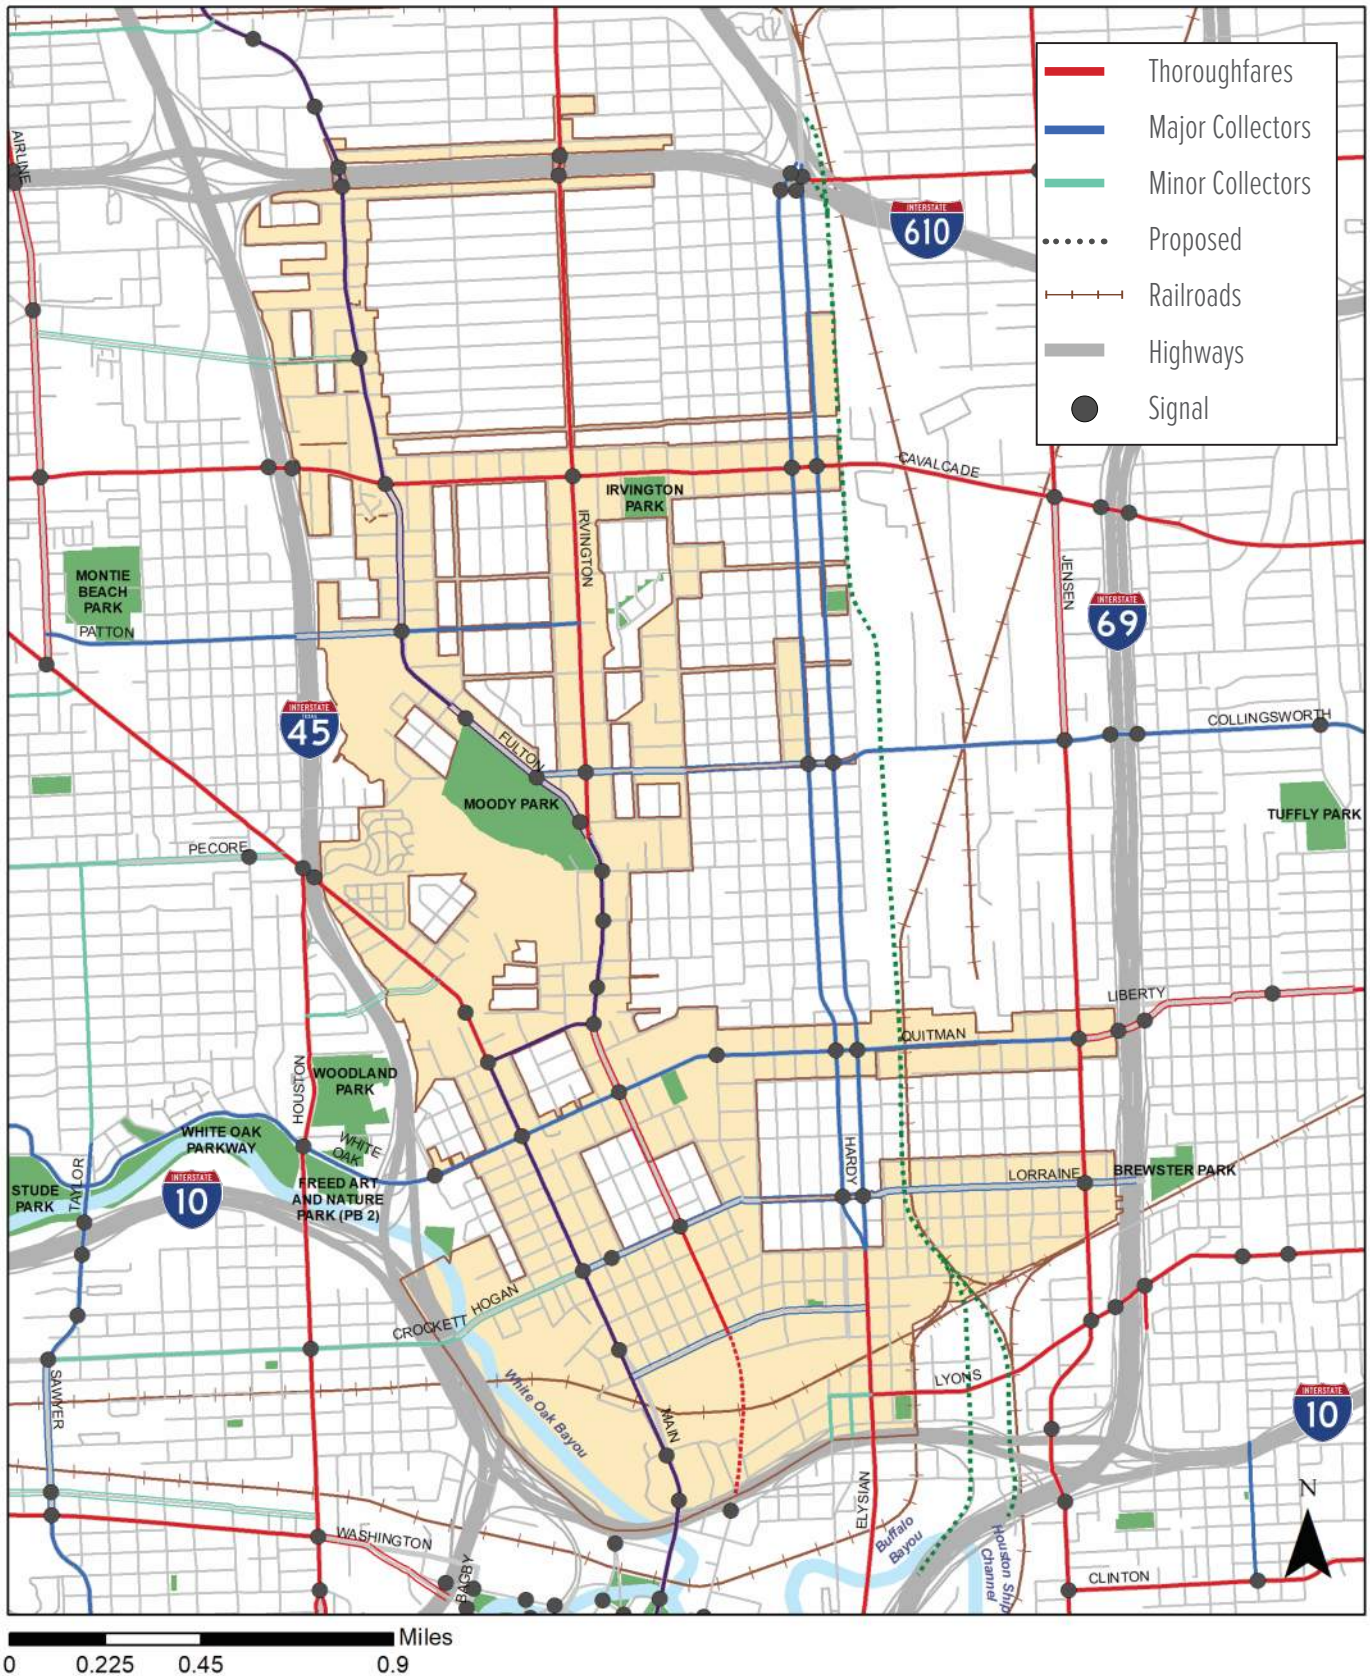 Thoroughfares
Major Collectors
Minor Collectors
Proposed
Railroads
Highways
Signal
AIRLINE
INTERSTATE
610
CAVALCADE
IRVINGTON
PARK
IRVINGTON
JENSEN
MONTIE
BEACH
PARK
PATTON
INTERSTATE
69
INTERSTATE
TEXAS
45
COLLINGSWORTH
FULTON
MOODY PARK
TUFFLY PARK
PECORE
LIBERTY
QUITMAN
HOUSTON
WOODLAND
PARK
WHITE OAK
PARKWAY
WHITE
OAK
HARDY
LORRAINE
BREWSTER PARK
STUDE
PARK
TAYLOR
INTERSTATE
10
FREED ART
AND NATURE
PARK (PB 2)
HOGAN
CROCKETT
SAWYER
White Oak Bayou
MAIN
LYONS
INTERSTATE
10
ELYSIAN
Buffalo
Bayou
Houston Ship
Channel
N
WASHINGTON
BAGBY
CLINTON
Miles
0 0.225 0.45 0.9